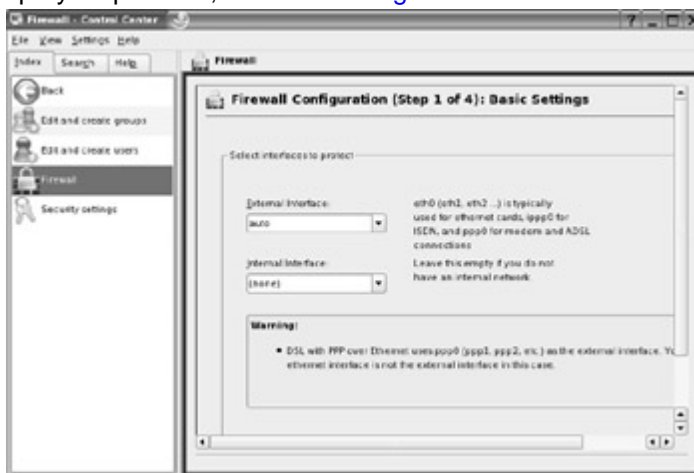 Firewall - Control Center
File View Settings Help
Index Search Help
Firewall
Back
Edit and create groups
Edit and create users
Firewall
Security settings
Firewall Configuration (Step 1 of 4): Basic Settings
Select interfaces to protect
External Interface:
auto
eth0 (eth1, eth2 ...) is typically
used for ethernet cards, ippp0 for
ISDN, and ppp0 for modem and ADSL
connections
Internal Interface:
(none)
Leave this empty if you do not
have an internal network
Warning:
• DSL with PPP over Ethernet uses ppp0 (ppp1, ppp2, etc.) as the external interface.
ethernet interface is not the external interface in this case.